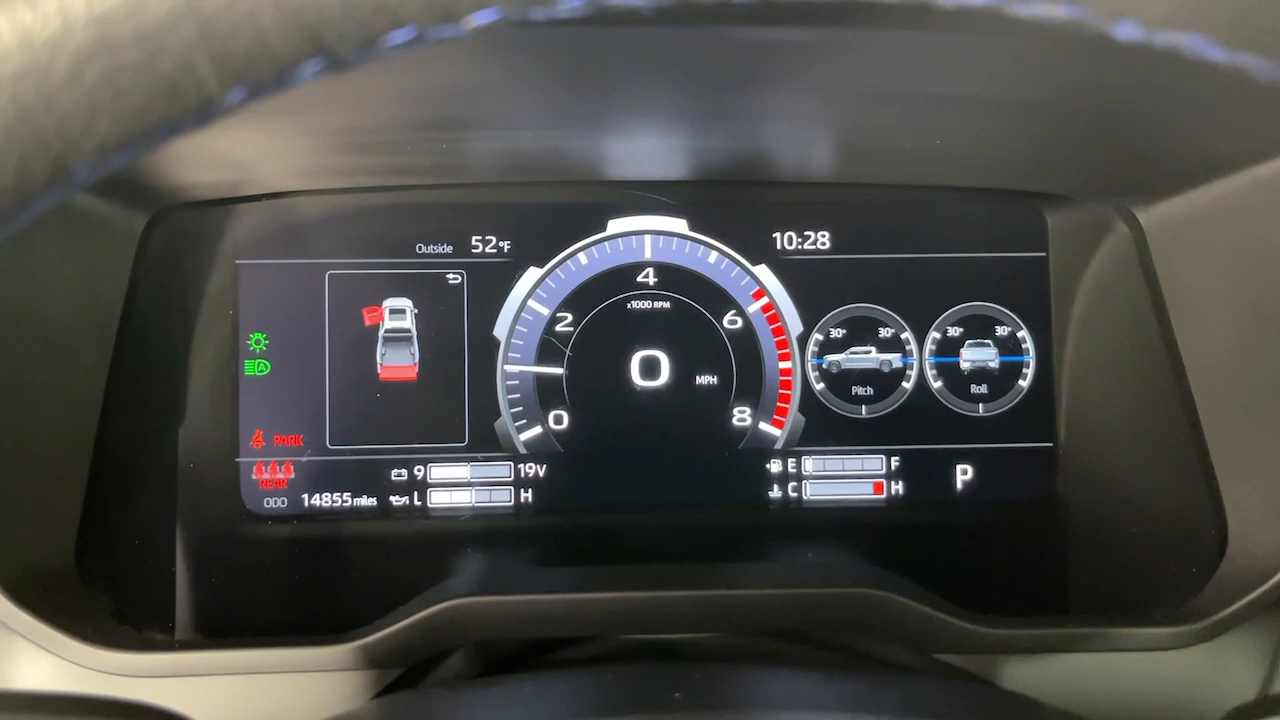 Outside 52°F
10:28
4
x1000 RPM
2
6
30° 30°
30° 30°
0
MPH
Pitch
Roll
A
0
8
PARK
REAR
9 19V
E F
P
ODO 14855 miles
L H
C H